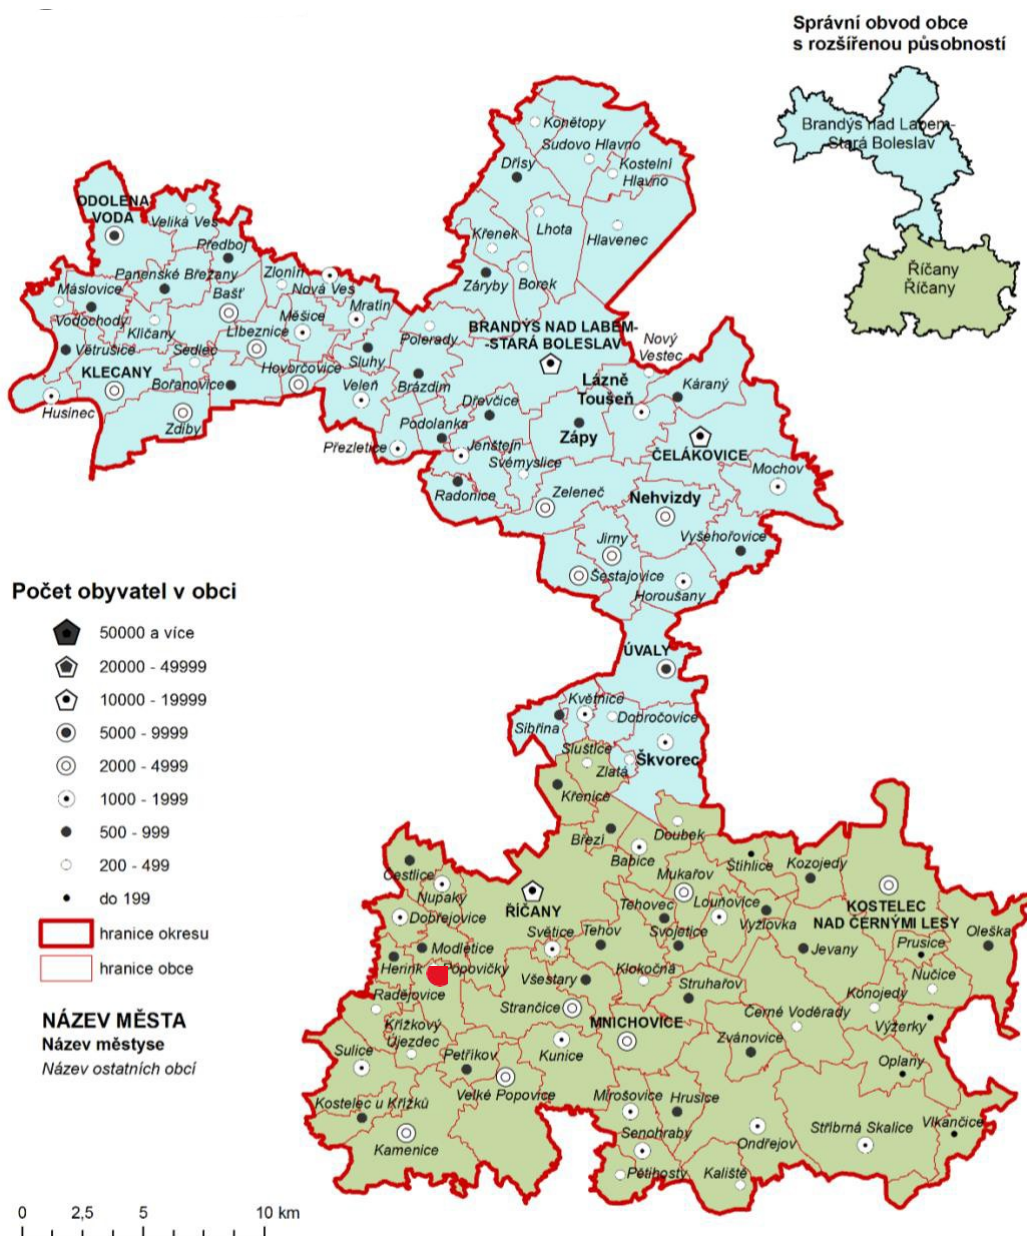 Správní obvod obce
s rozšířenou působností
Brandýs nad Labem-
Stará Boleslav
Říčany
Říčany
Konětopy
Sudovo Hlavno
Dřísy
Kostelní
Hlavno
ODOLENA
VODA
Veliká Ves
Lhota
Hlavenec
Křenek
Předboj
Zlonín
Panenské Břežany
Nová Ves
Záryby
Borek
Máslovice
Bašť
Mratín
Vodochody
Klíčany
Líbeznice
Měšice
Polerady
BRANDÝS NAD LABEM-
-STARÁ BOLESLAV
Nový
Vestec
Větrušice
Sedlec
Sluhy
KLECANY
Hovorčovice
Bořanovice
Veleň
Brázdim
Lázně
Toušeň
Káraný
Husinec
Zdiby
Dřevčice
Podolanka
Zápy
Přezletice
Jenštejn
Svémyslice
ČELÁKOVICE
Mochov
Radonice
Zeleneč
Nehvizdy
Jirny
Vyšehořovice
Šestajovice
Horoušany
Počet obyvatel v obci
50000 a více
20000 - 49999
10000 - 19999
5000 - 9999
2000 - 4999
1000 - 1999
500 - 999
200 - 499
do 199
hranice okresu
hranice obce
NÁZEV MĚSTA
Název městyse
Název ostatních obcí
ÚVALY
Květnice
Dobročovice
Sibřina
Sluštice
Zlatá
Škvorec
Křenice
Březí
Doubek
Babice
Štíhlice
Kozojedy
Čestlice
Nupaky
Mukařov
Dobřejovice
ŘÍČANY
Tehovec
Louňovice
Vyžlovka
KOSTELEC
NAD ČERNÝMI LESY
Světice
Tehov
Svojetice
Modletice
Jevany
Prusice
Oleška
Herink
Popovičky
Všestary
Klokočná
Struhařov
Nučice
Radějovice
Strančice
Konojedy
Křížkový
Újezdec
MNICHOVICE
Černé Voděrady
Výžerky
Sulice
Petříkov
Kunice
Zvánovice
Oplany
Velké Popovice
Kostelec u Křížků
Mirošovice
Hrusice
Kamenice
Senohraby
Ondřejov
Stříbrná Skalice
Vlkančice
Pětihosty
Kaliště
0 2,5 5 10 km